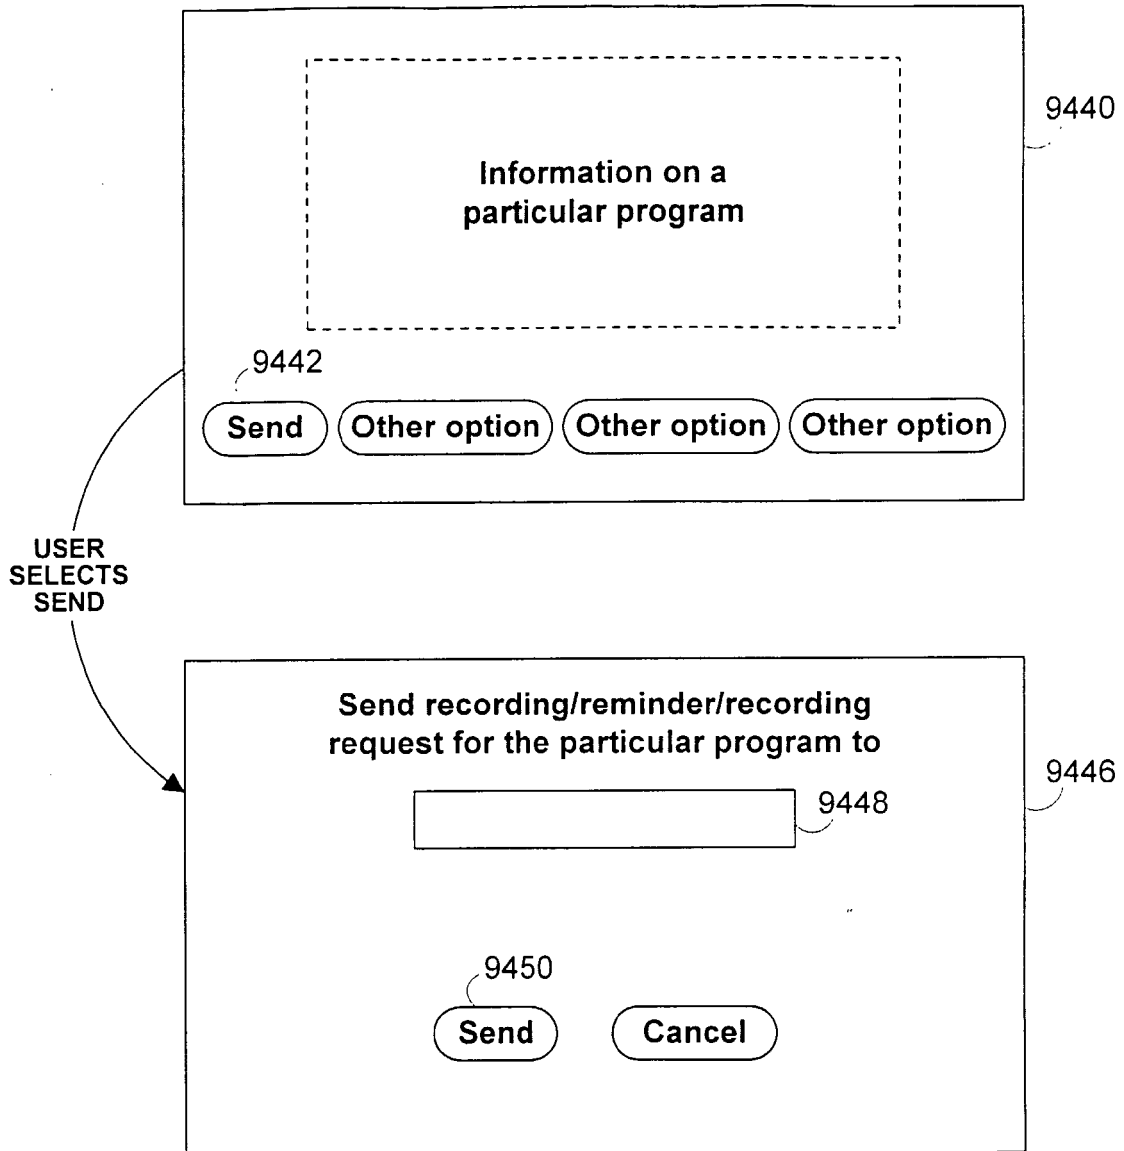 Information on a
particular program
9440
9442
Send
Other option
Other option
Other option
USER
SELECTS
SEND
Send recording/reminder/recording
request for the particular program to
9446
9448
9450
Send
Cancel